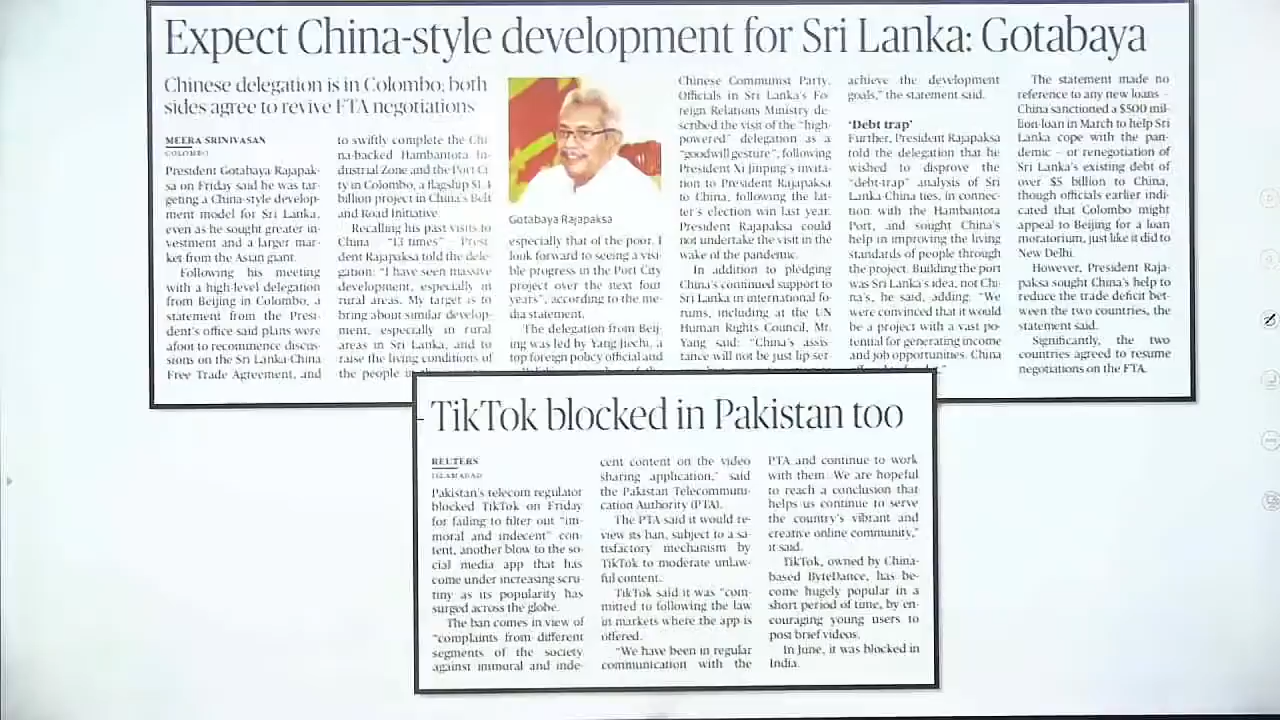 Expect China-style development for Sri Lanka: Gotabaya
Chinese delegation is in Colombo; both
sides agree to revive FTA negotiations
MEERA SRINIVASAN
COLOMBO
President Gotabaya Rajapak-
sa on Friday said he was tar-
geting a China-style develop-
ment model for Sri Lanka,
even as he sought greater in-
vestment and a larger mar-
ket from the Asian giant.
Following his meeting
with a high-level delegation
from Beijing in Colombo, a
statement from the Presi-
dent's office said plans were
afoot to recommence discus-
sions on the Sri Lanka-China
Free Trade Agreement, and
to swiftly complete the Chi-
na-backed Hambantota In-
dustrial Zone and the Port Ci-
ty in Colombo, a flagship $1.4
billion project in China's Belt
and Road Initiative.
Recalling his past visits to
China – "13 times" – Presi-
dent Rajapaksa told the dele-
gation: "I have seen massive
development, especially in
rural areas. My target is to
bring about similar develop-
ment, especially in rural
areas in Sri Lanka, and to
raise the living conditions of
the people in
Gotabaya Rajapaksa
especially that of the poor. I
look forward to seeing a visi-
ble progress in the Port City
project over the next four
years", according to the me-
dia statement.
The delegation from Beij-
ing was led by Yang Jiechi, a
top foreign policy official and
Chinese Communist Party.
Officials in Sri Lanka's Fo-
reign Relations Ministry de-
scribed the visit of the "high-
powered" delegation as a
"goodwill gesture", following
President Xi Jinping's invita-
tion to President Rajapaksa
to China, following the lat-
ter's election win last year.
President Rajapaksa could
not undertake the visit in the
wake of the pandemic.
In addition to pledging
China's continued support to
Sri Lanka in international fo-
rums, including at the UN
Human Rights Council, Mr.
Yang said: "China's assis-
tance will not be just lip ser-
achieve the development
goals," the statement said.
'Debt trap'
Further, President Rajapaksa
told the delegation that he
wished to disprove the
"debt-trap" analysis of Sri
Lanka-China ties, in connec-
tion with the Hambantota
Port, and sought China's
help in improving the living
standards of people through
the project. Building the port
was Sri Lanka's idea, not Chi-
na's, he said, adding: "We
were convinced that it would
be a project with a vast po-
tential for generating income
and job opportunities. China
The statement made no
reference to any new loans –
China sanctioned a $500 mil-
lion-loan in March to help Sri
Lanka cope with the pan-
demic – or renegotiation of
Sri Lanka's existing debt of
over $5 billion to China,
though officials earlier indi-
cated that Colombo might
appeal to Beijing for a loan
moratorium, just like it did to
New Delhi.
However, President Raja-
paksa sought China's help to
reduce the trade deficit bet-
ween the two countries, the
statement said.
Significantly, the two
countries agreed to resume
negotiations on the FTA.
TikTok blocked in Pakistan too
REUTERS
ISLAMABAD
Pakistan's telecom regulator
blocked TikTok on Friday
for failing to filter out "im-
moral and indecent" con-
tent, another blow to the so-
cial media app that has
come under increasing scru-
tiny as its popularity has
surged across the globe.
The ban comes in view of
"complaints from different
segments of the society
against immoral and inde-
cent content on the video
sharing application," said
the Pakistan Telecommuni-
cation Authority (PTA).
The PTA said it would re-
view its ban, subject to a sa-
tisfactory mechanism by
TikTok to moderate unlaw-
ful content.
TikTok said it was "com-
mitted to following the law
in markets where the app is
offered.
"We have been in regular
communication with the
PTA and continue to work
with them. We are hopeful
to reach a conclusion that
helps us continue to serve
the country's vibrant and
creative online community,"
it said.
TikTok, owned by China-
based ByteDance, has be-
come hugely popular in a
short period of time, by en-
couraging young users to
post brief videos.
In June, it was blocked in
India.